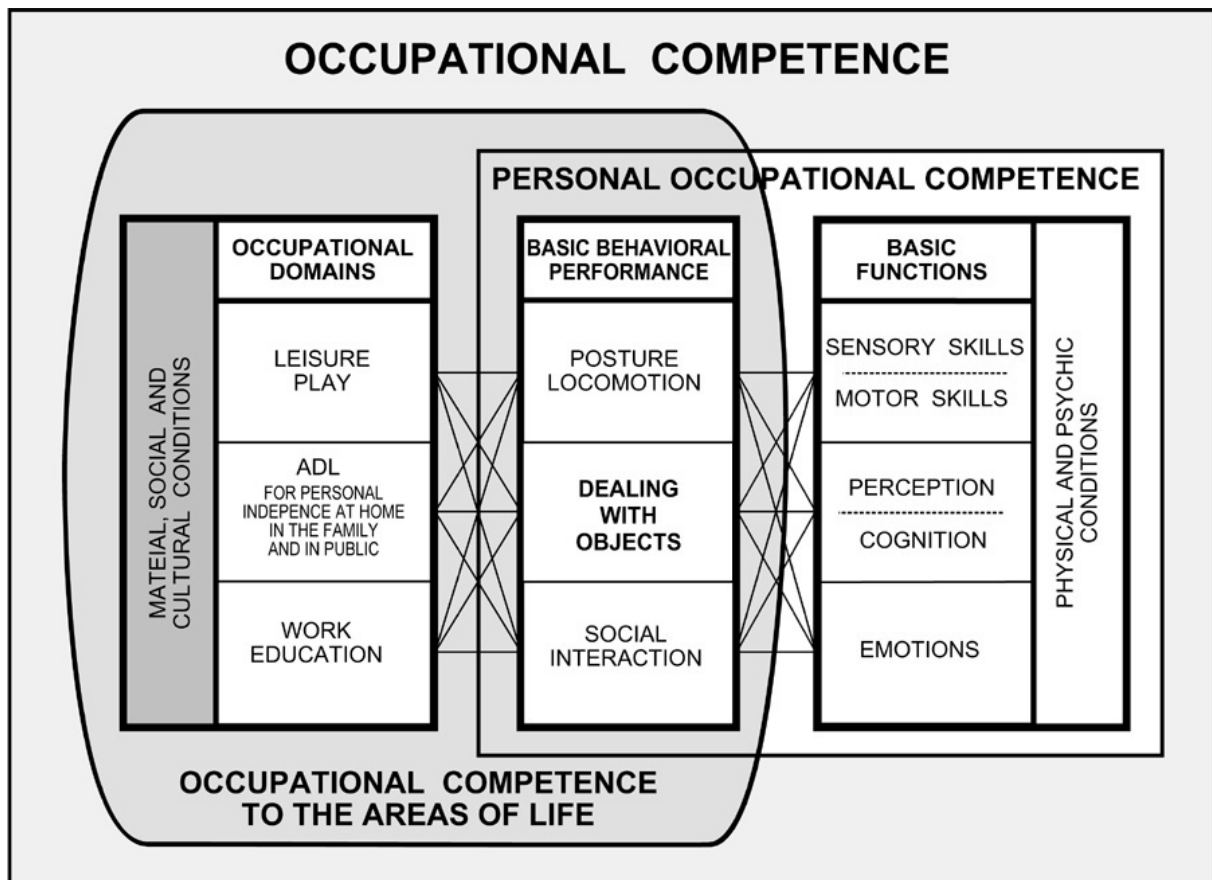 OCCUPATIONAL COMPETENCE
PERSONAL OCCUPATIONAL COMPETENCE
MATEIAL, SOCIAL AND
CULTURAL CONDITIONS
OCCUPATIONAL
DOMAINS
LEISURE
PLAY
ADL
FOR PERSONAL
INDEPENCE AT HOME
IN THE FAMILY
AND IN PUBLIC
WORK
EDUCATION
BASIC BEHAVIORAL
PERFORMANCE
POSTURE
LOCOMOTION
DEALING
WITH
OBJECTS
SOCIAL
INTERACTION
BASIC
FUNCTIONS
SENSORY SKILLS
MOTOR SKILLS
PERCEPTION
COGNITION
EMOTIONS
PHYSICAL AND PSYCHIC
CONDITIONS
OCCUPATIONAL COMPETENCE
TO THE AREAS OF LIFE